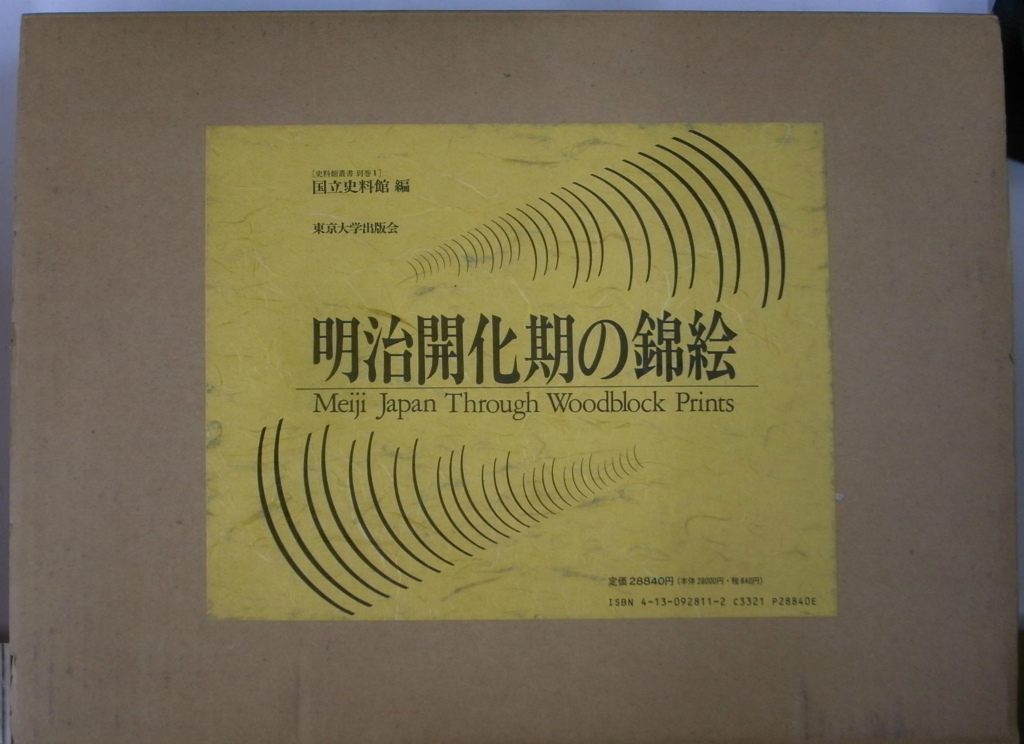 [史料館叢書 別巻1]
国立史料館 編
東京大学出版会
明治開化期の錦絵
Meiji Japan Through Woodblock Prints
定価28840円 (本体28000円・税840円)
ISBN 4-13-092811-2 C3321 P28840E